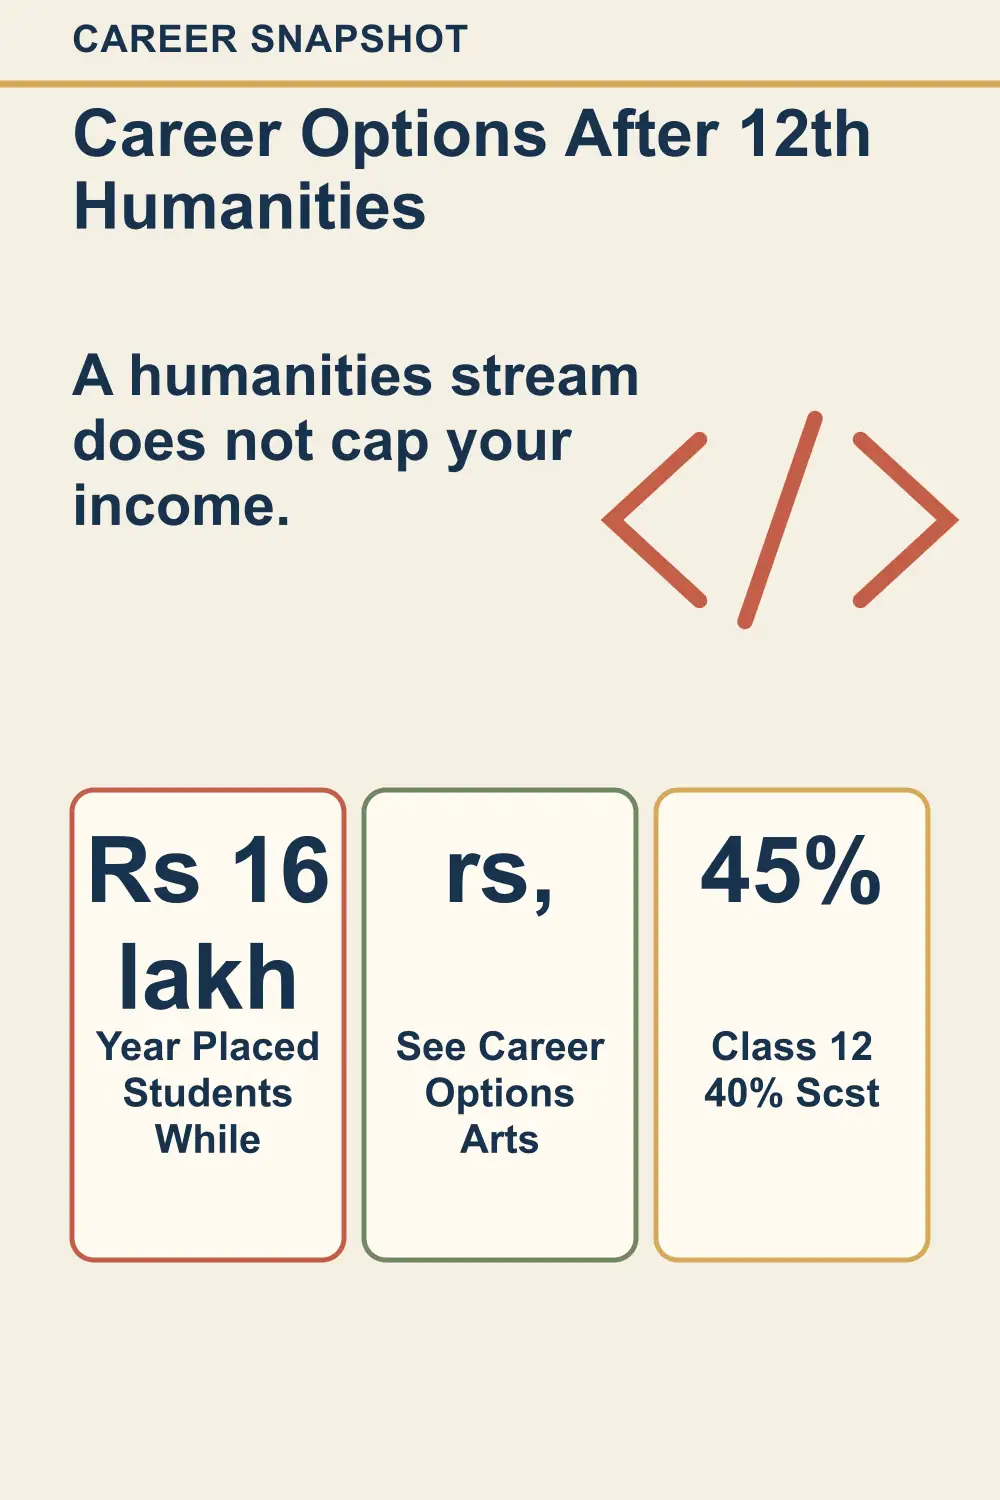 CAREER SNAPSHOT
Career Options After 12th
Humanities
A humanities stream
does not cap your
income.
</>
Rs 16
lakh
Year Placed
Students
While
rs,
See Career
Options
Arts
45%
Class 12
40% Scst